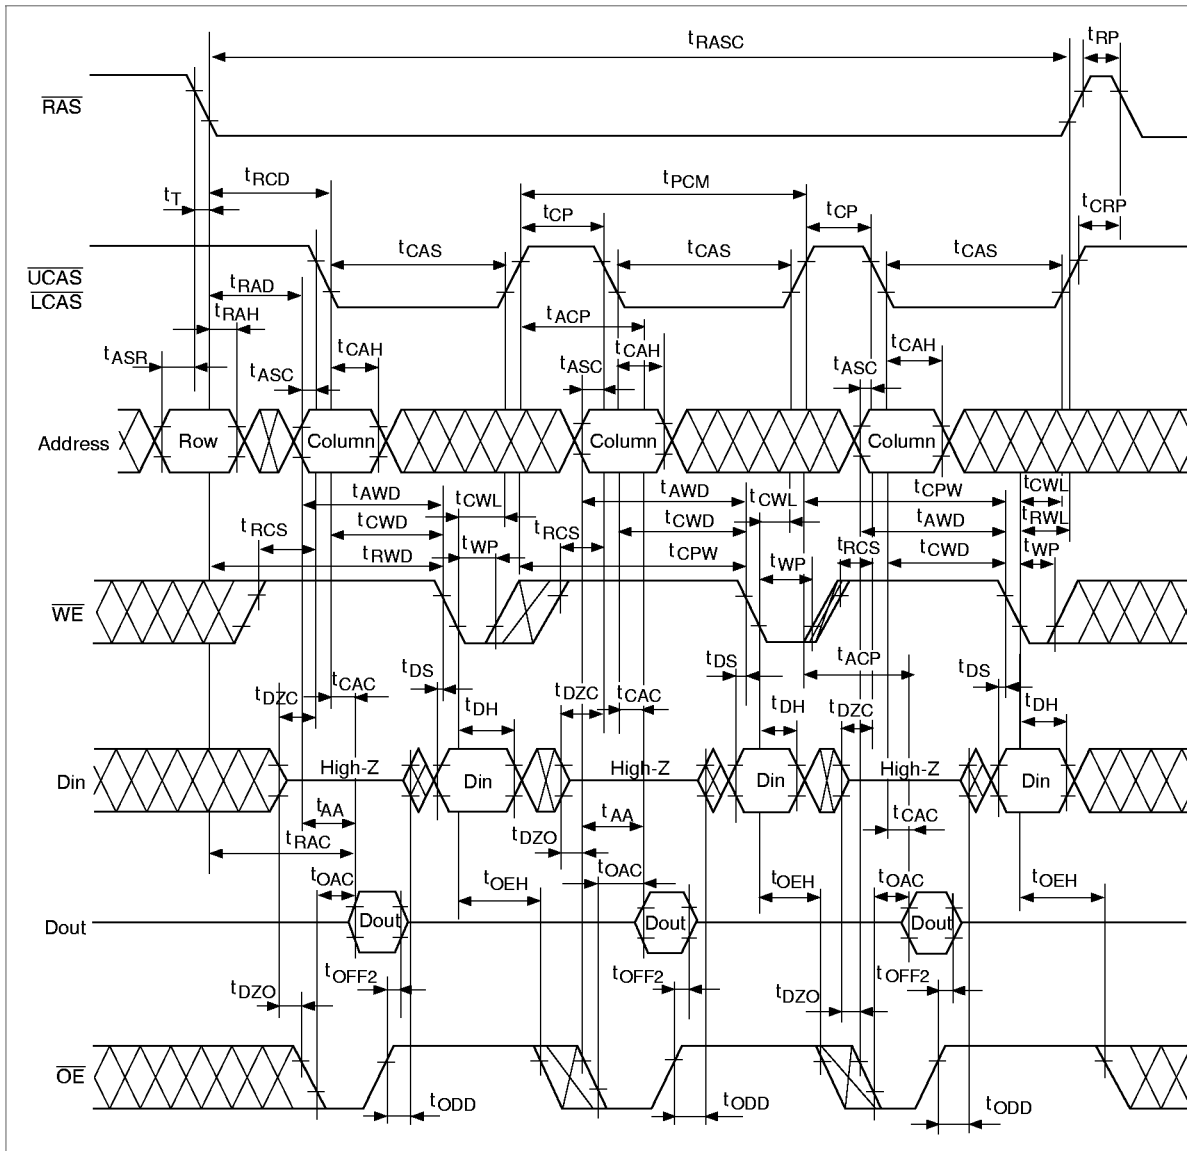 tRASC tRP
RAS
tRCD tPCM
tT tCP tCP tCRP
UCAS tCAS tCAS tCAS
LCAS tRAD
tRAH tACP
tASR tCAH tCAH tCAH
tASC tASC tASC
Address Row Column Column Column
tAWD tCWL tAWD tCWL tCPW tCWL
tRCS tCWD tRCS tCWD tAWD tRWL
tRWD tWP tCPW tWP tRCS tCWD tWP
WE
tDS tDS tACP tDS
tCAC tDZC tCAC
tDZC tDH tDH tDZC tDH
Din High-Z Din High-Z Din High-Z Din
tAA tAA tCAC
tRAC tDZO
tOAC tOEH tOAC tOEH tOAC tOEH
Dout Dout Dout Dout
tOFF2 tOFF2 tOFF2
tDZO tDZO
OE
tODD tODD tODD